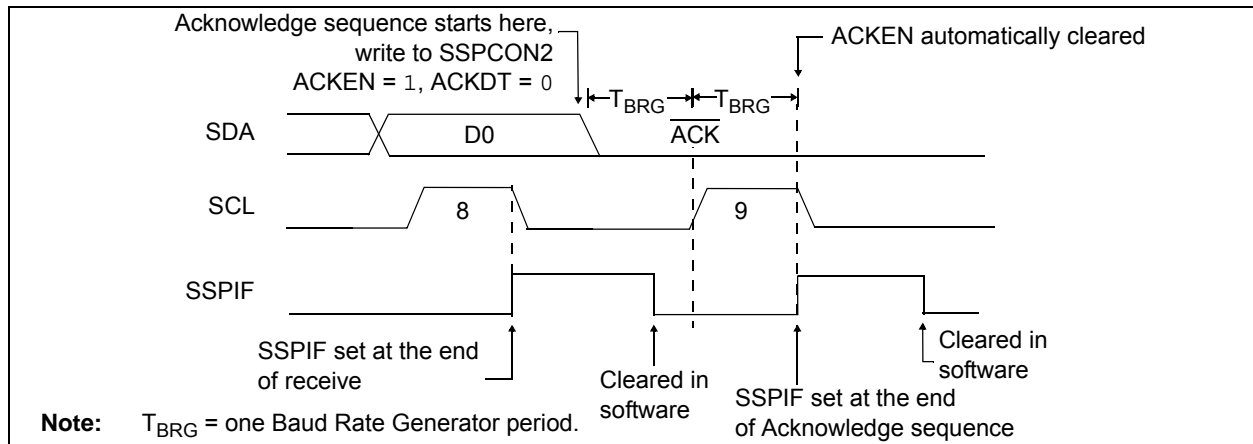 Acknowledge sequence starts here,
write to SSPCON2
ACKEN = 1, ACKDT = 0
ACKEN automatically cleared
TBRG
TBRG
SDA
D0
ACK
SCL
8
9
SSPIF
SSPIF set at the end
of receive
Cleared in
software
SSPIF set at the end
of Acknowledge sequence
Cleared in
software
Note: TBRG = one Baud Rate Generator period.